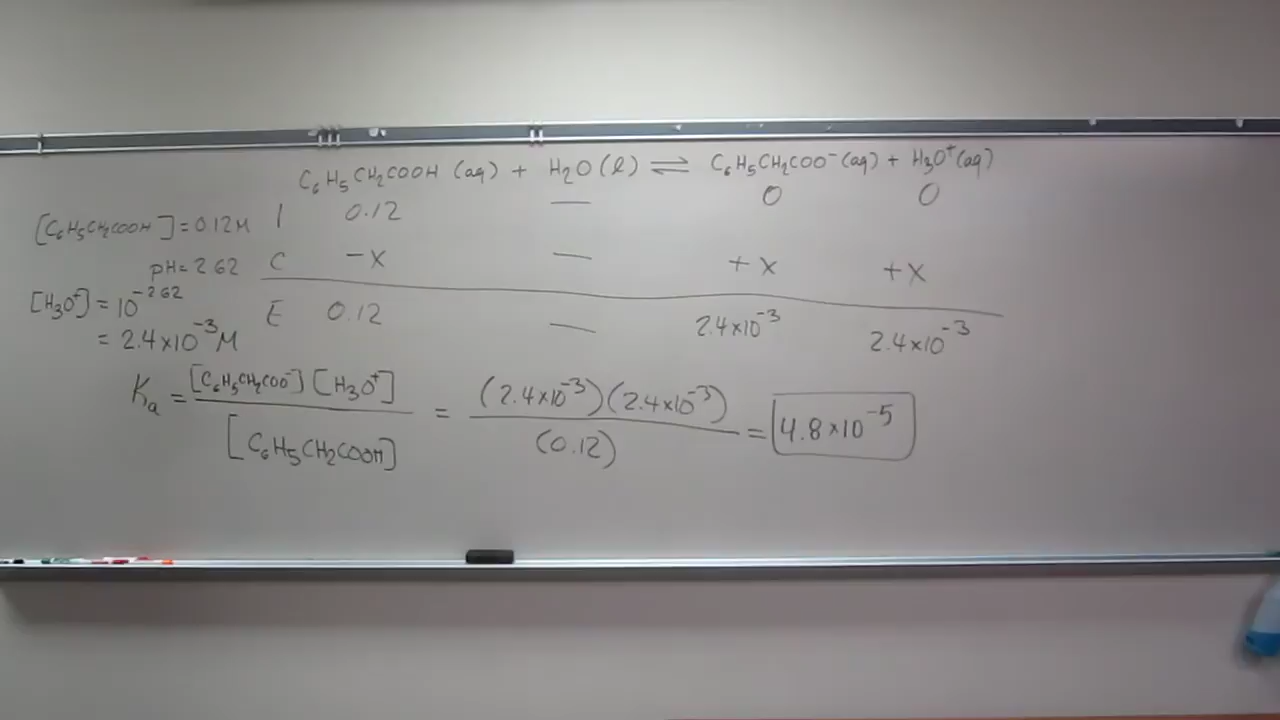 C₆H₅CH₂COOH (aq) + H₂O (l) ⇌ C₆H₅CH₂COO⁻ (aq) + H₃O⁺ (aq)
[C₆H₅CH₂COOH] = 0.12M I 0.12 — 0 0
pH = 2.62 C -x — +x +x
[H₃O⁺] = 10⁻²·⁶² E 0.12 — 2.4×10⁻³ 2.4×10⁻³
= 2.4×10⁻³ M
Kₐ = [C₆H₅CH₂COO⁻] [H₃O⁺] / [C₆H₅CH₂COOH] = (2.4×10⁻³)(2.4×10⁻³) / (0.12) = 4.8×10⁻⁵